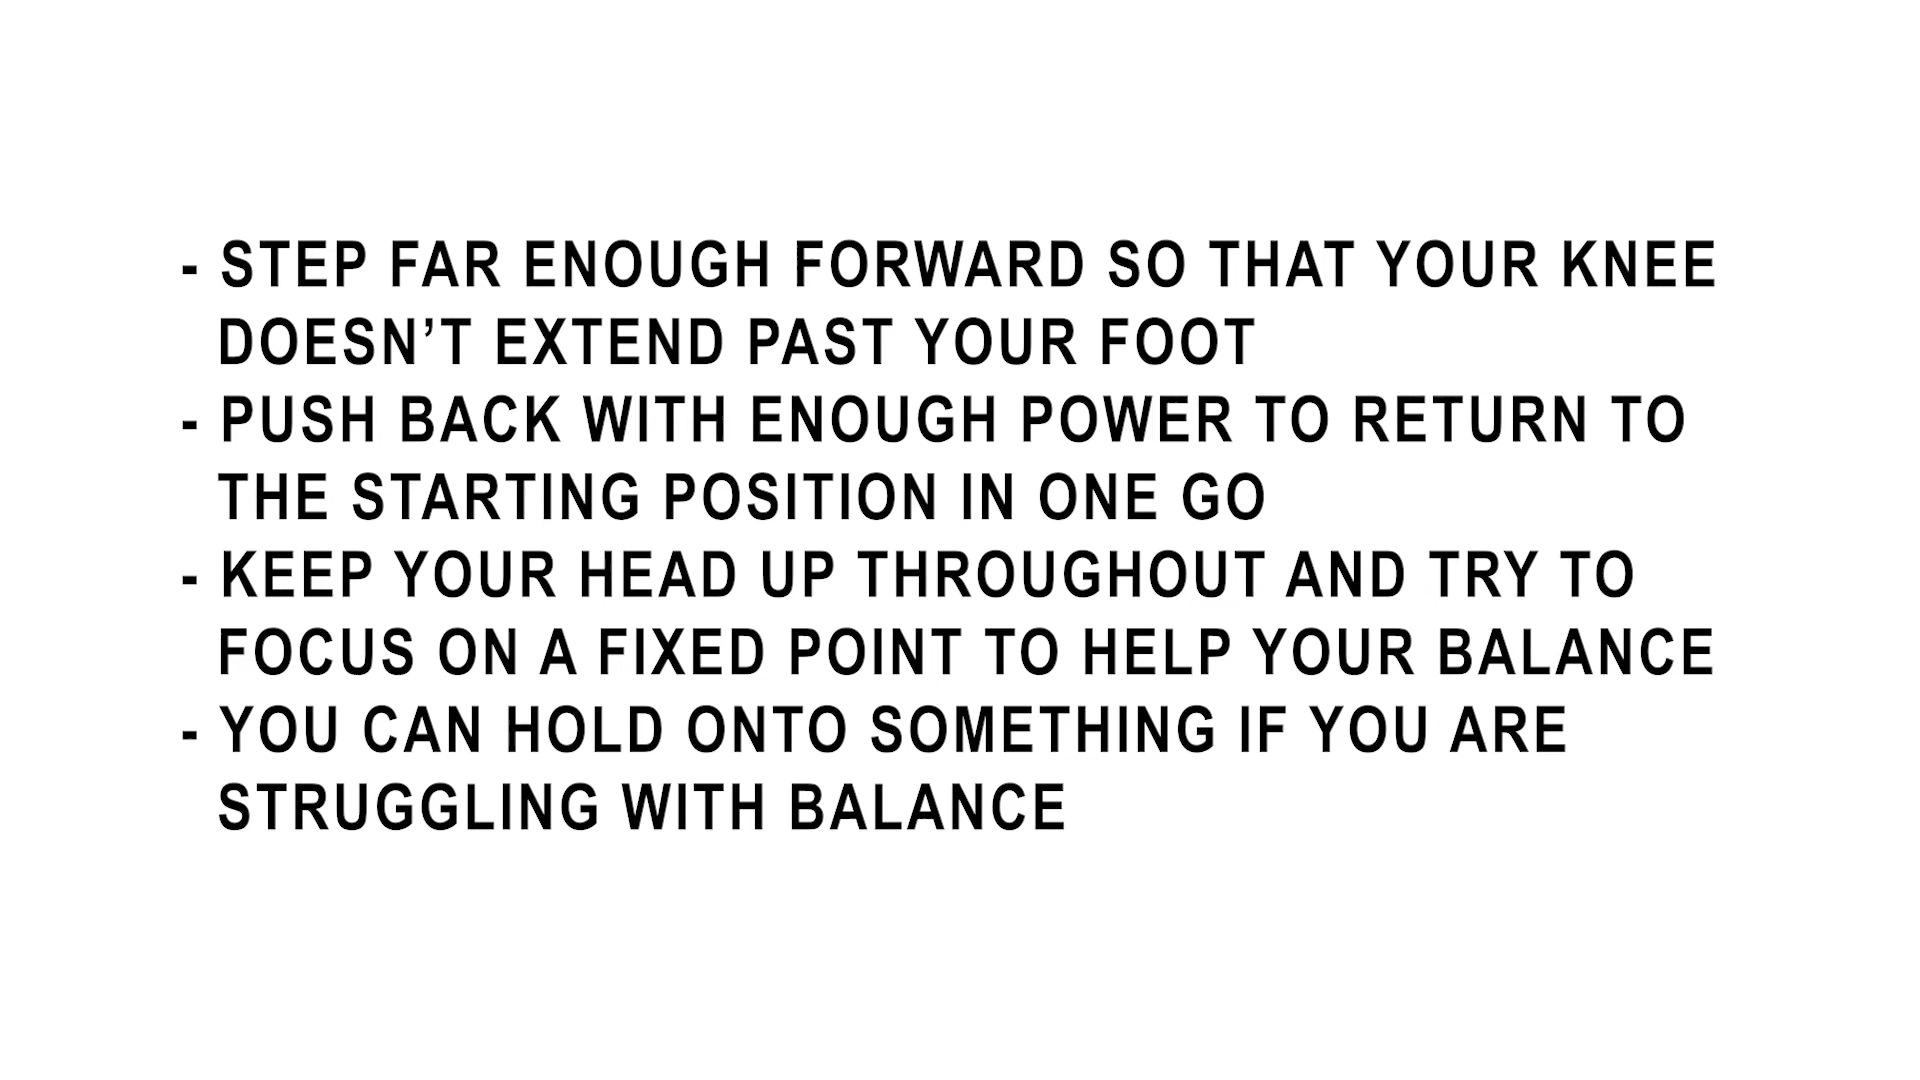 - STEP FAR ENOUGH FORWARD SO THAT YOUR KNEE
DOESN’T EXTEND PAST YOUR FOOT
- PUSH BACK WITH ENOUGH POWER TO RETURN TO
THE STARTING POSITION IN ONE GO
- KEEP YOUR HEAD UP THROUGHOUT AND TRY TO
FOCUS ON A FIXED POINT TO HELP YOUR BALANCE
- YOU CAN HOLD ONTO SOMETHING IF YOU ARE
STRUGGLING WITH BALANCE